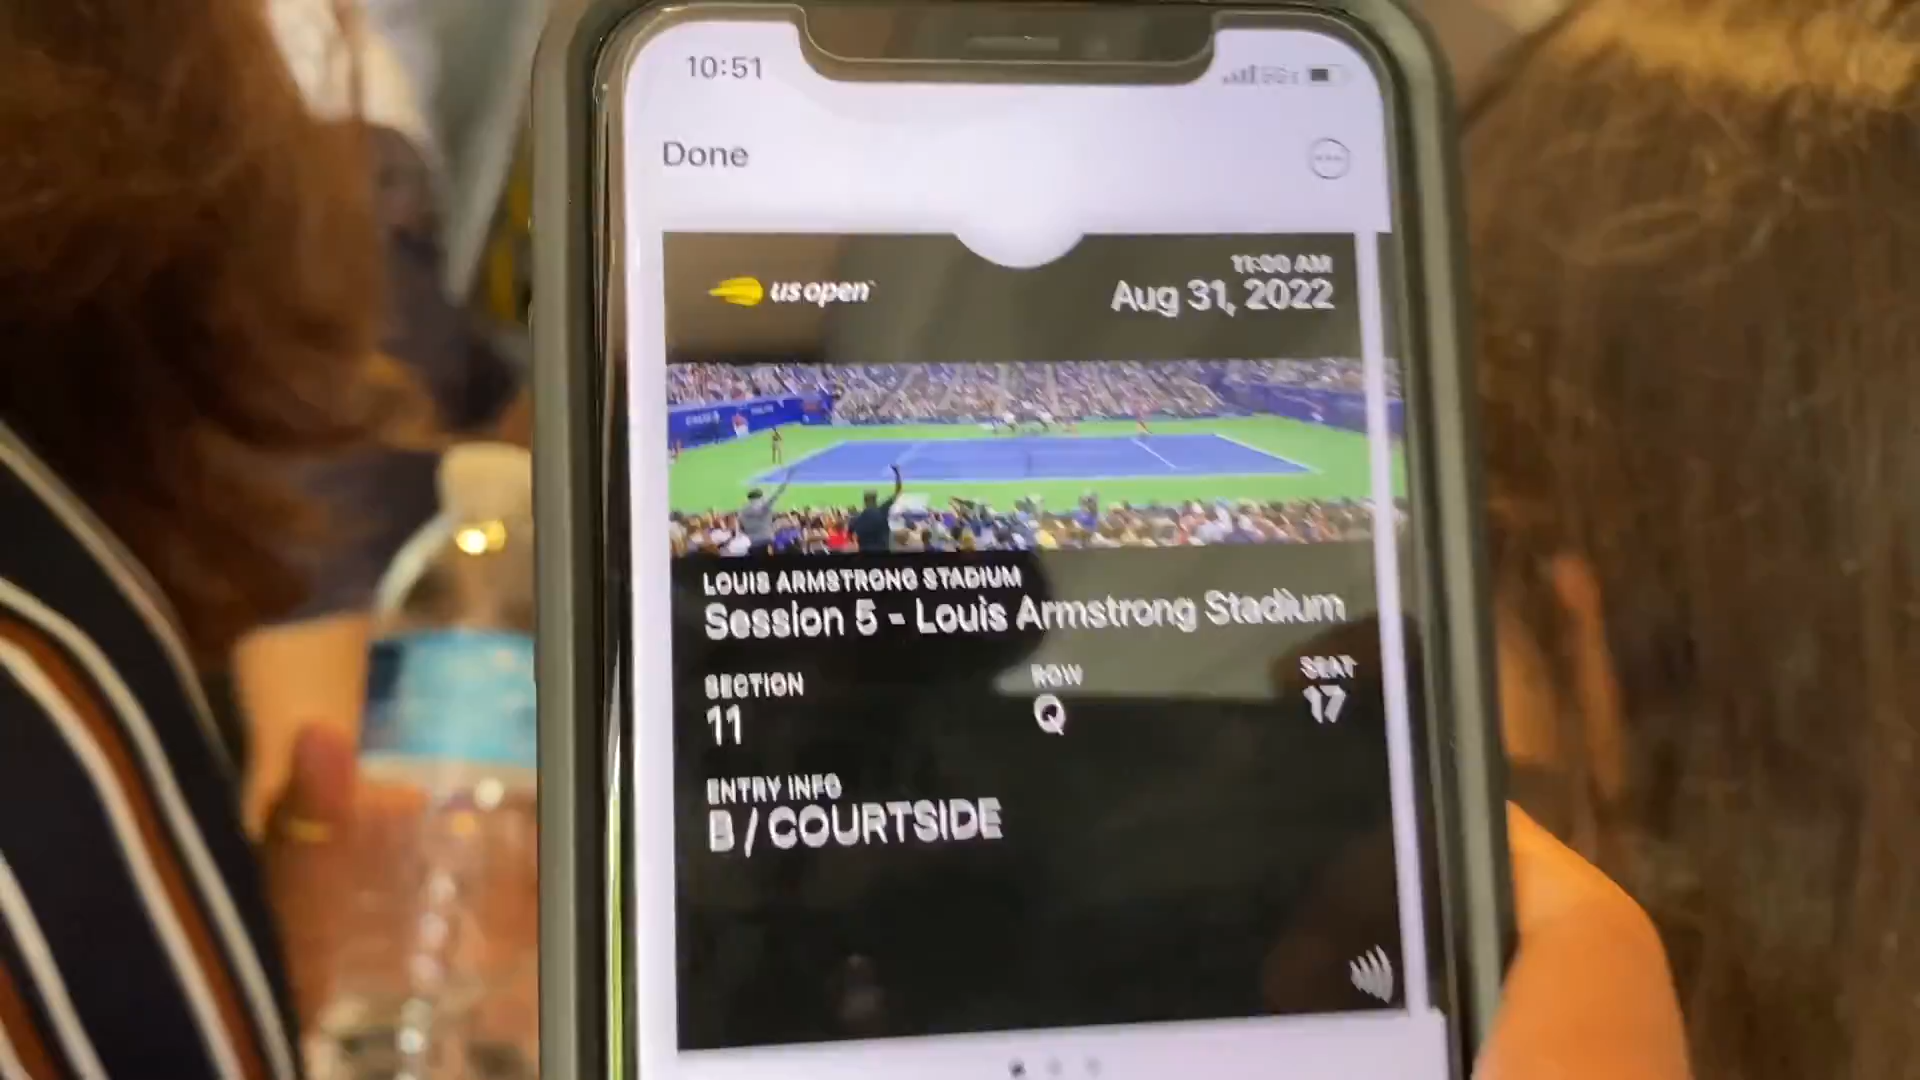 10:51
Done
us open
11:00 AM
Aug 31, 2022
LOUIS ARMSTRONG STADIUM
Session 5 - Louis Armstrong Stadium
SECTION
ROW
SEAT
11
Q
17
ENTRY INFO
B / COURTSIDE